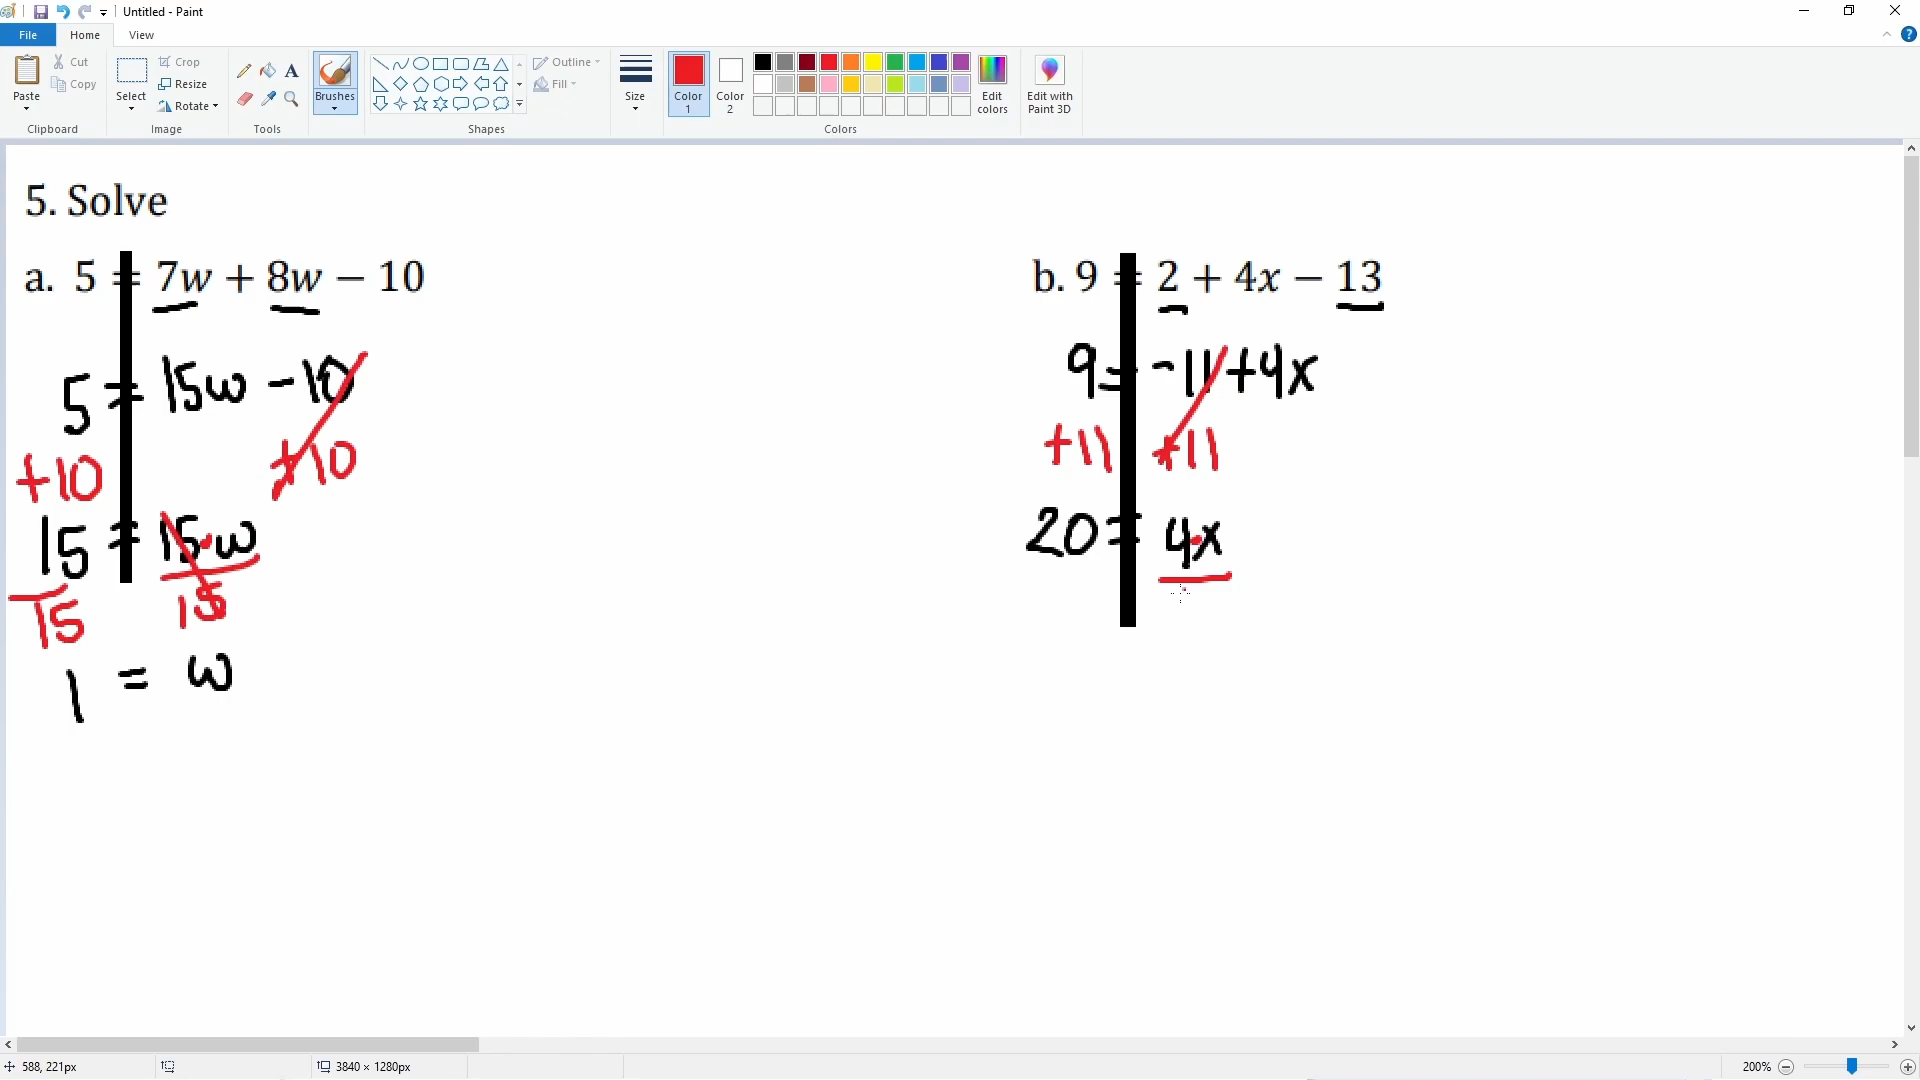 Untitled - Paint
File Home View
Paste
Cut
Copy
Clipboard
Select
Crop
Resize
Rotate
Image
A
Tools
Brushes
Outline
Fill
Shapes
Size
Color 1
Color 2
Edit colors
Colors
Edit with Paint 3D
5. Solve
a. 5 = 7w + 8w − 10
5 = 15w - 10
+10 +10
15 = 15·w
15 15
1 = w
b. 9 = 2 + 4x − 13
9 = -11 + 4x
+11 +11
20 = 4·x
588, 221px
3840 × 1280px
200%